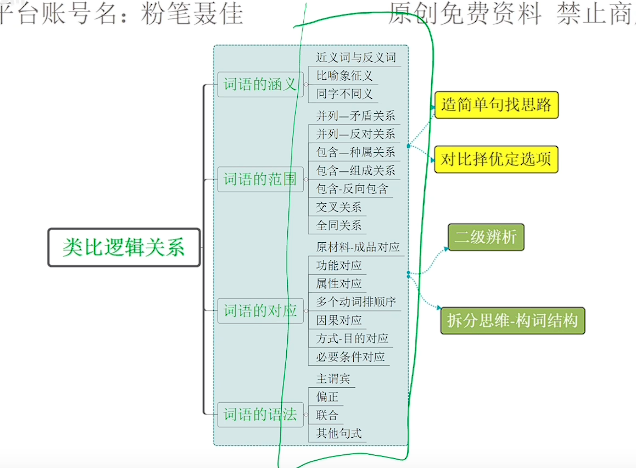 平台账号名：粉笔聂佳
原创免费资料 禁止商
类比逻辑关系
词语的涵义
近义词与反义词
比喻象征义
同字不同义
词语的范围
并列—矛盾关系
并列—反对关系
包含—种属关系
包含—组成关系
包含-反向包含
交叉关系
全同关系
词语的对应
原材料-成品对应
功能对应
属性对应
多个动词排顺序
因果对应
方式-目的对应
必要条件对应
词语的语法
主谓宾
偏正
联合
其他句式
造简单句找思路
对比择优定选项
二级辨析
拆分思维-构词结构